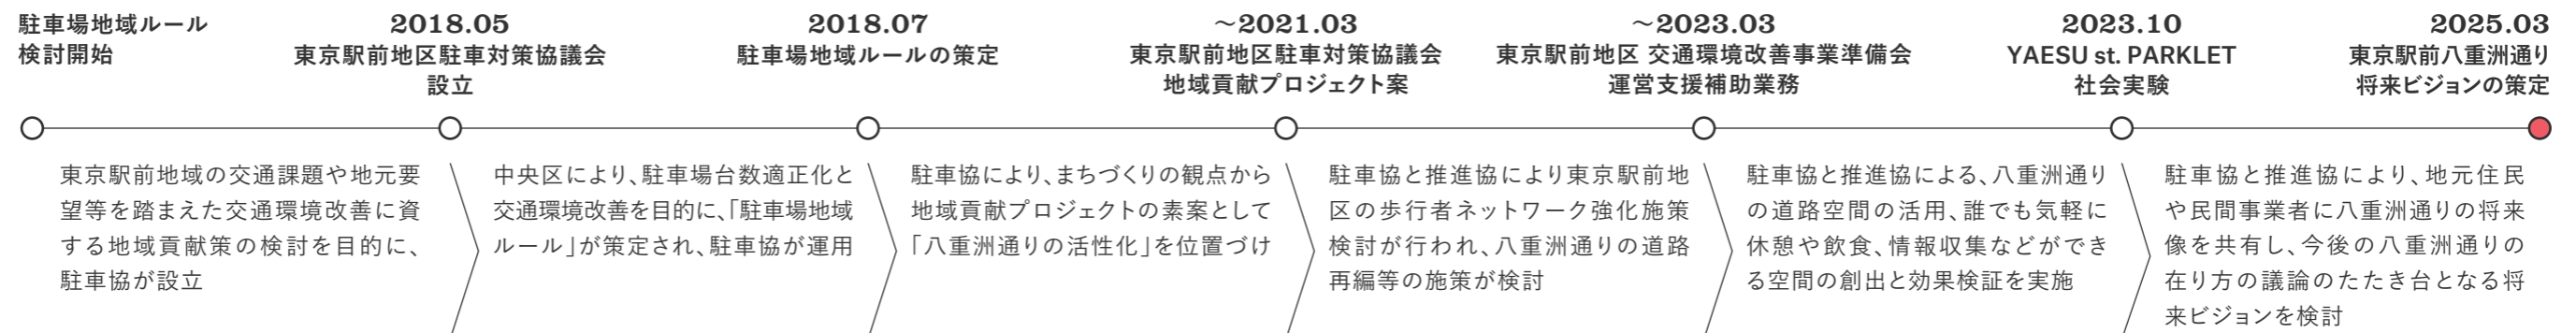 駐車場地域ルール
検討開始
2018.05
東京駅前地区駐車対策協議会
設立
2018.07
駐車場地域ルールの策定
～2021.03
東京駅前地区駐車対策協議会
地域貢献プロジェクト案
～2023.03
東京駅前地区 交通環境改善事業準備会
運営支援補助業務
2023.10
YAESU st. PARKLET
社会実験
2025.03
東京駅前八重洲通り
将来ビジョンの策定
東京駅前地域の交通課題や地元要
望等を踏まえた交通環境改善に資
する地域貢献策の検討を目的に、
駐車協が設立
中央区により、駐車場台数適正化と
交通環境改善を目的に、「駐車場地域
ルール」が策定され、駐車協が運用
駐車協により、まちづくりの観点から
地域貢献プロジェクトの素案として
「八重洲通りの活性化」を位置づけ
駐車協と推進協により東京駅前地
区の歩行者ネットワーク強化施策
検討が行われ、八重洲通りの道路
再編等の施策が検討
駐車協と推進協による、八重洲通り
の道路空間の活用、誰でも気軽に
休憩や飲食、情報収集などができ
る空間の創出と効果検証を実施
駐車協と推進協により、地元住民
や民間事業者に八重洲通りの将来
像を共有し、今後の八重洲通りの
在り方の議論のたたき台となる将
来ビジョンを検討